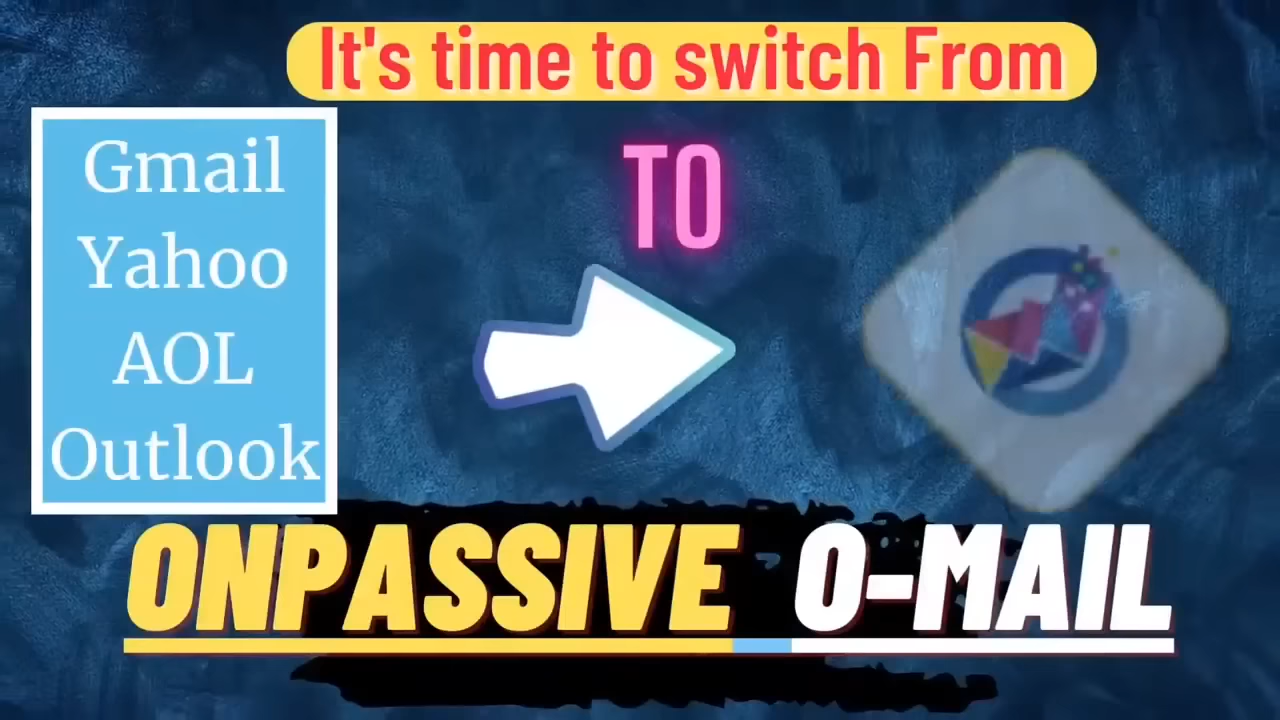 It's time to switch From
Gmail
Yahoo
AOL
Outlook
TO
ONPASSIVE O-MAIL